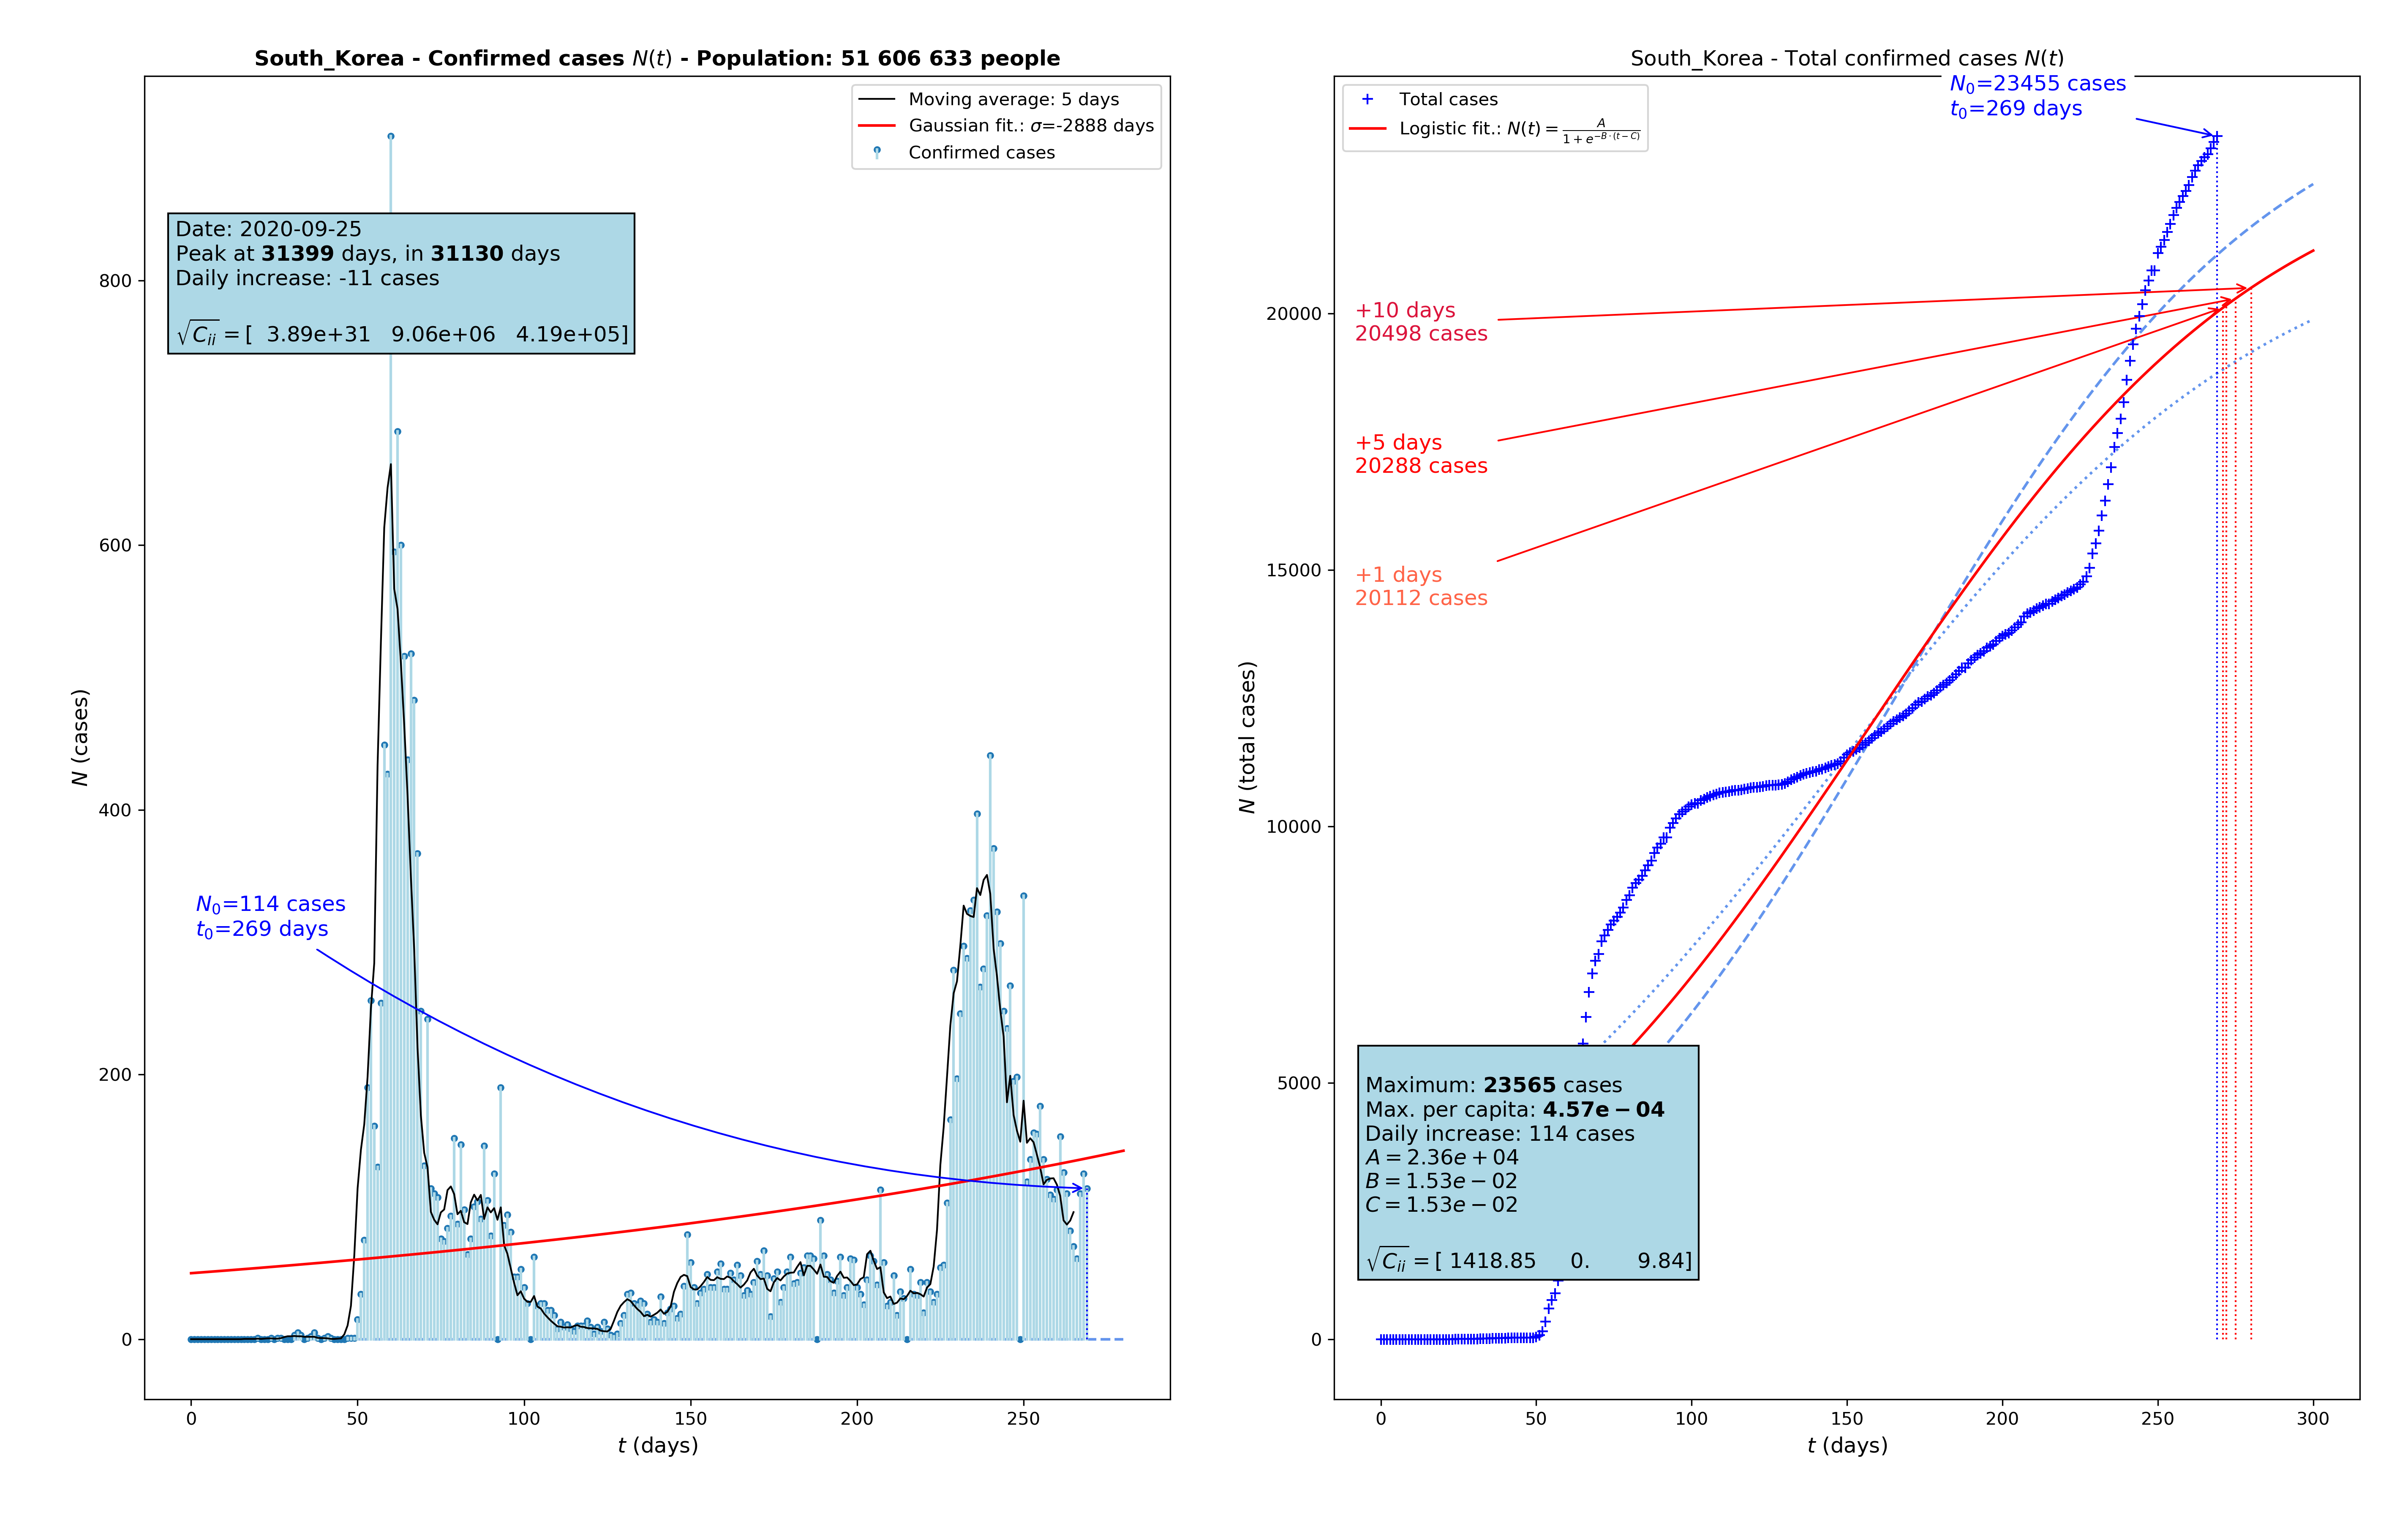 South_Korea - Confirmed cases N(t) - Population: 51 606 633 people
Moving average: 5 days
Gaussian fit.: σ=-2888 days
Confirmed cases
Date: 2020-09-25
Peak at 31399 days, in 31130 days
Daily increase: -11 cases
√C_ii = [ 3.89e+31 9.06e+06 4.19e+05]
N₀=114 cases
t₀=269 days
N (cases)
800
600
400
200
0
0 50 100 150 200 250
t (days)
South_Korea - Total confirmed cases N(t)
Total cases
Logistic fit.: N(t) = A / (1 + e^(−B·(t−C)))
N₀=23455 cases
t₀=269 days
+10 days
20498 cases
+5 days
20288 cases
+1 days
20112 cases
Maximum: 23565 cases
Max. per capita: 4.57e − 04
Daily increase: 114 cases
A = 2.36e + 04
B = 1.53e − 02
C = 1.53e − 02
√C_ii = [ 1418.85 0. 9.84]
N (total cases)
20000
15000
10000
5000
0
0 50 100 150 200 250 300
t (days)